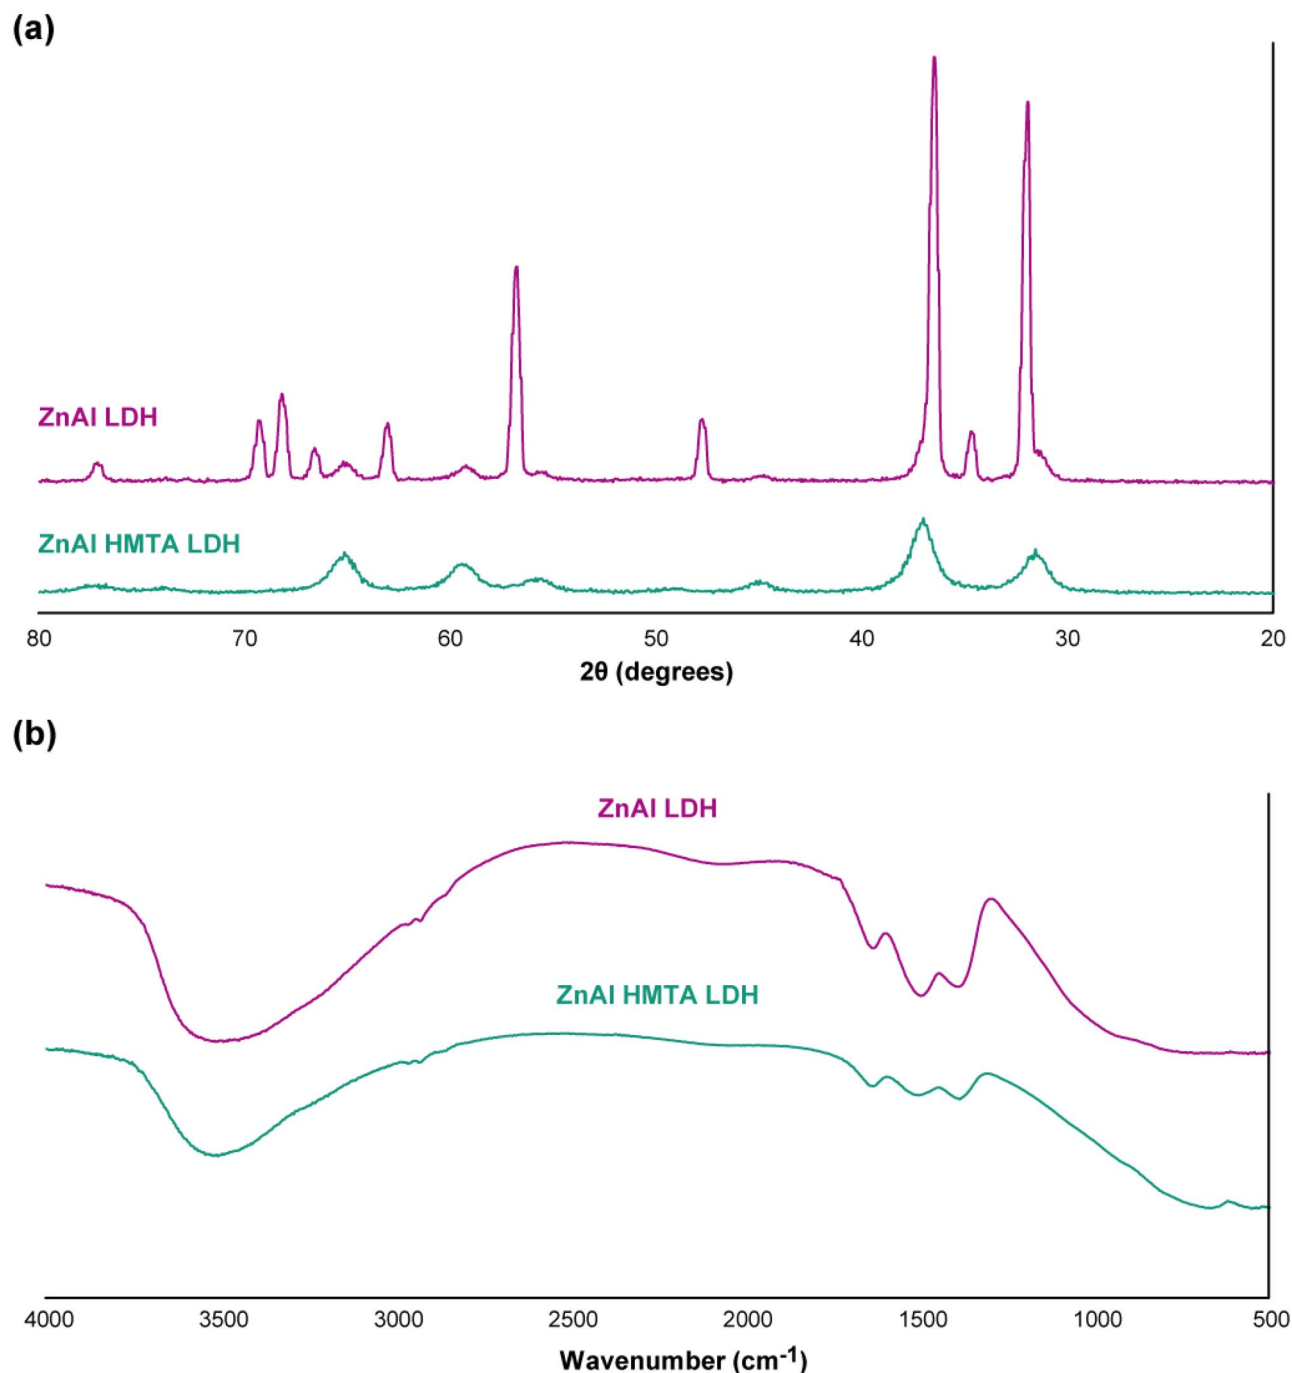 (a)
ZnAl LDH
ZnAl HMTA LDH
80 70 60 50 40 30 20
2θ (degrees)
(b)
ZnAl LDH
ZnAl HMTA LDH
4000 3500 3000 2500 2000 1500 1000 500
Wavenumber (cm-1)